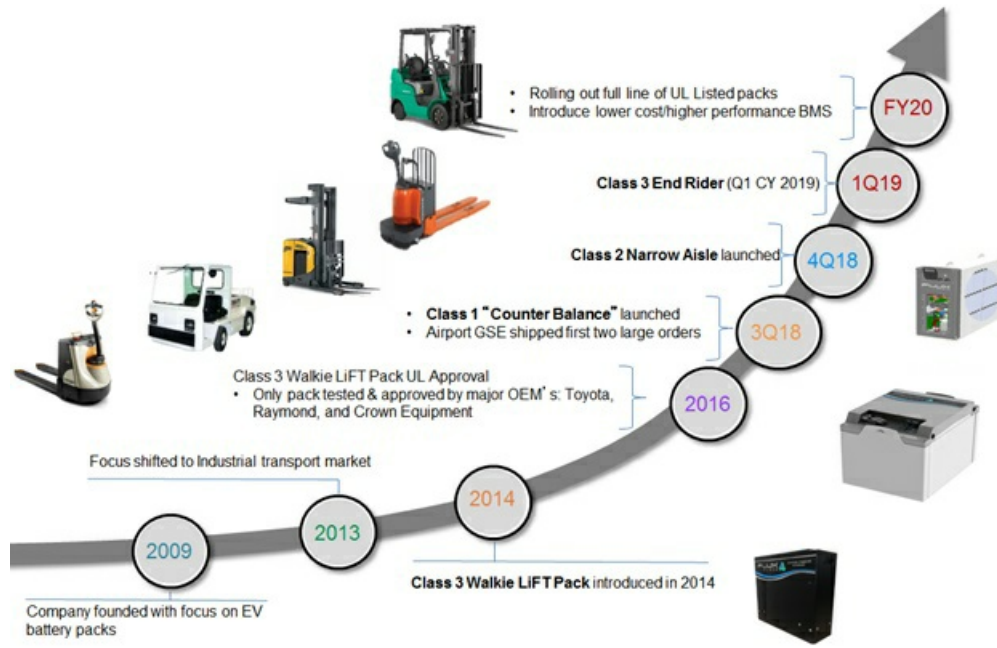 • Rolling out full line of UL Listed packs
• Introduce lower cost/higher performance BMS
FY20
Class 3 End Rider (Q1 CY 2019)
1Q19
Class 2 Narrow Aisle launched
4Q18
• Class 1 “Counter Balance” launched
• Airport GSE shipped first two large orders
3Q18
Class 3 Walkie LiFT Pack UL Approval
• Only pack tested & approved by major OEM’s: Toyota,
Raymond, and Crown Equipment
2016
Focus shifted to Industrial transport market
2014
2013
2009
Class 3 Walkie LiFT Pack introduced in 2014
Company founded with focus on EV
battery packs
FLUX